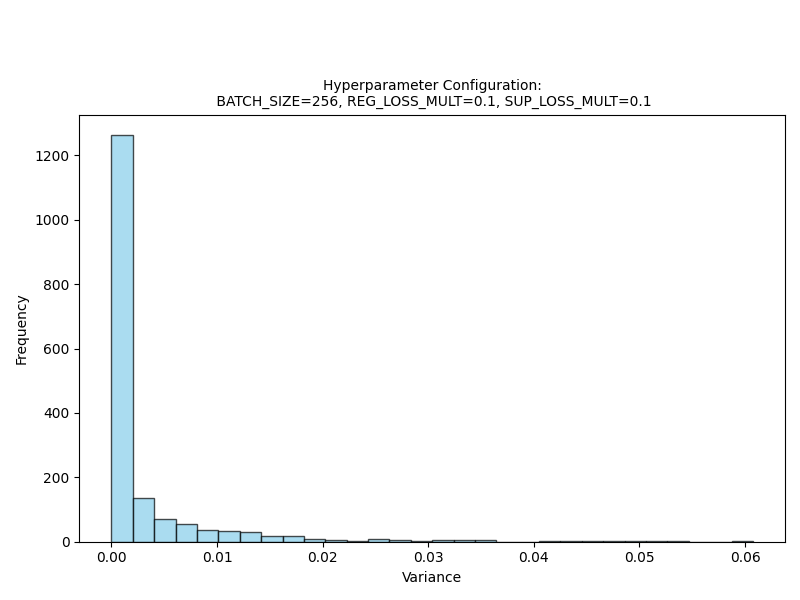 Hyperparameter Configuration:
BATCH_SIZE=256, REG_LOSS_MULT=0.1, SUP_LOSS_MULT=0.1
1200
1000
800
600
400
200
0
Frequency
0.00 0.01 0.02 0.03 0.04 0.05 0.06
Variance